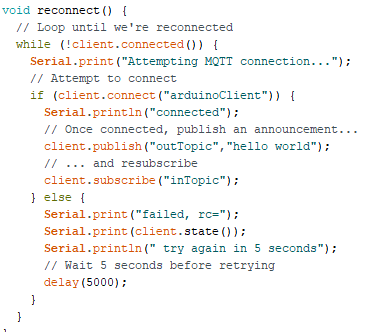 void reconnect() {
  // Loop until we're reconnected
  while (!client.connected()) {
    Serial.print("Attempting MQTT connection...");
    // Attempt to connect
    if (client.connect("arduinoClient")) {
      Serial.println("connected");
      // Once connected, publish an announcement...
      client.publish("outTopic","hello world");
      // ... and resubscribe
      client.subscribe("inTopic");
    } else {
      Serial.print("failed, rc=");
      Serial.print(client.state());
      Serial.println(" try again in 5 seconds");
      // Wait 5 seconds before retrying
      delay(5000);
    }
  }
}